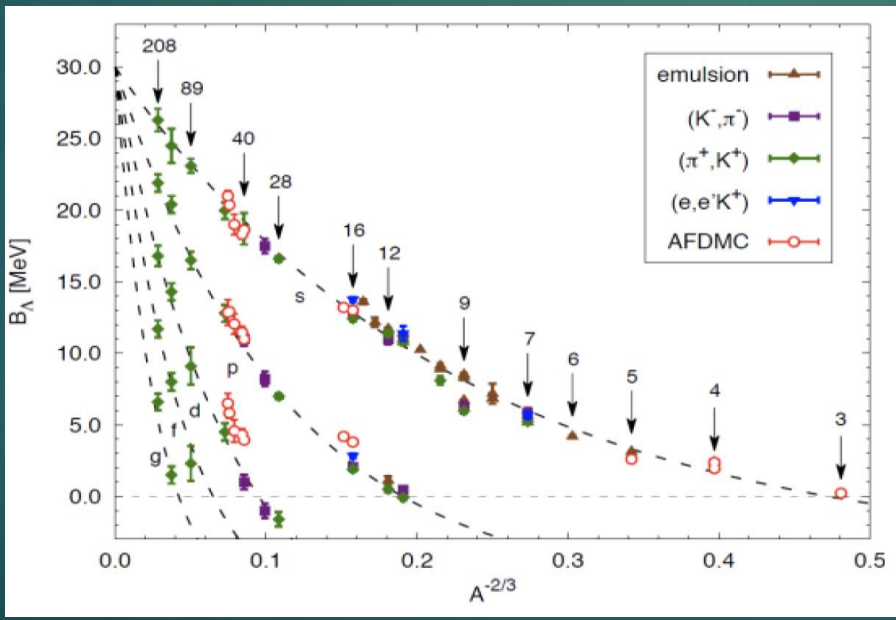 208
89
40
28
16
12
9
7
6
5
4
3
emulsion
(K⁻,π⁻)
(π⁺,K⁺)
(e,e'K⁺)
AFDMC
30.0
25.0
20.0
15.0
10.0
5.0
0.0
B_Λ [MeV]
s
p
d
f
g
0.0
0.1
0.2
0.3
0.4
0.5
A^{-2/3}